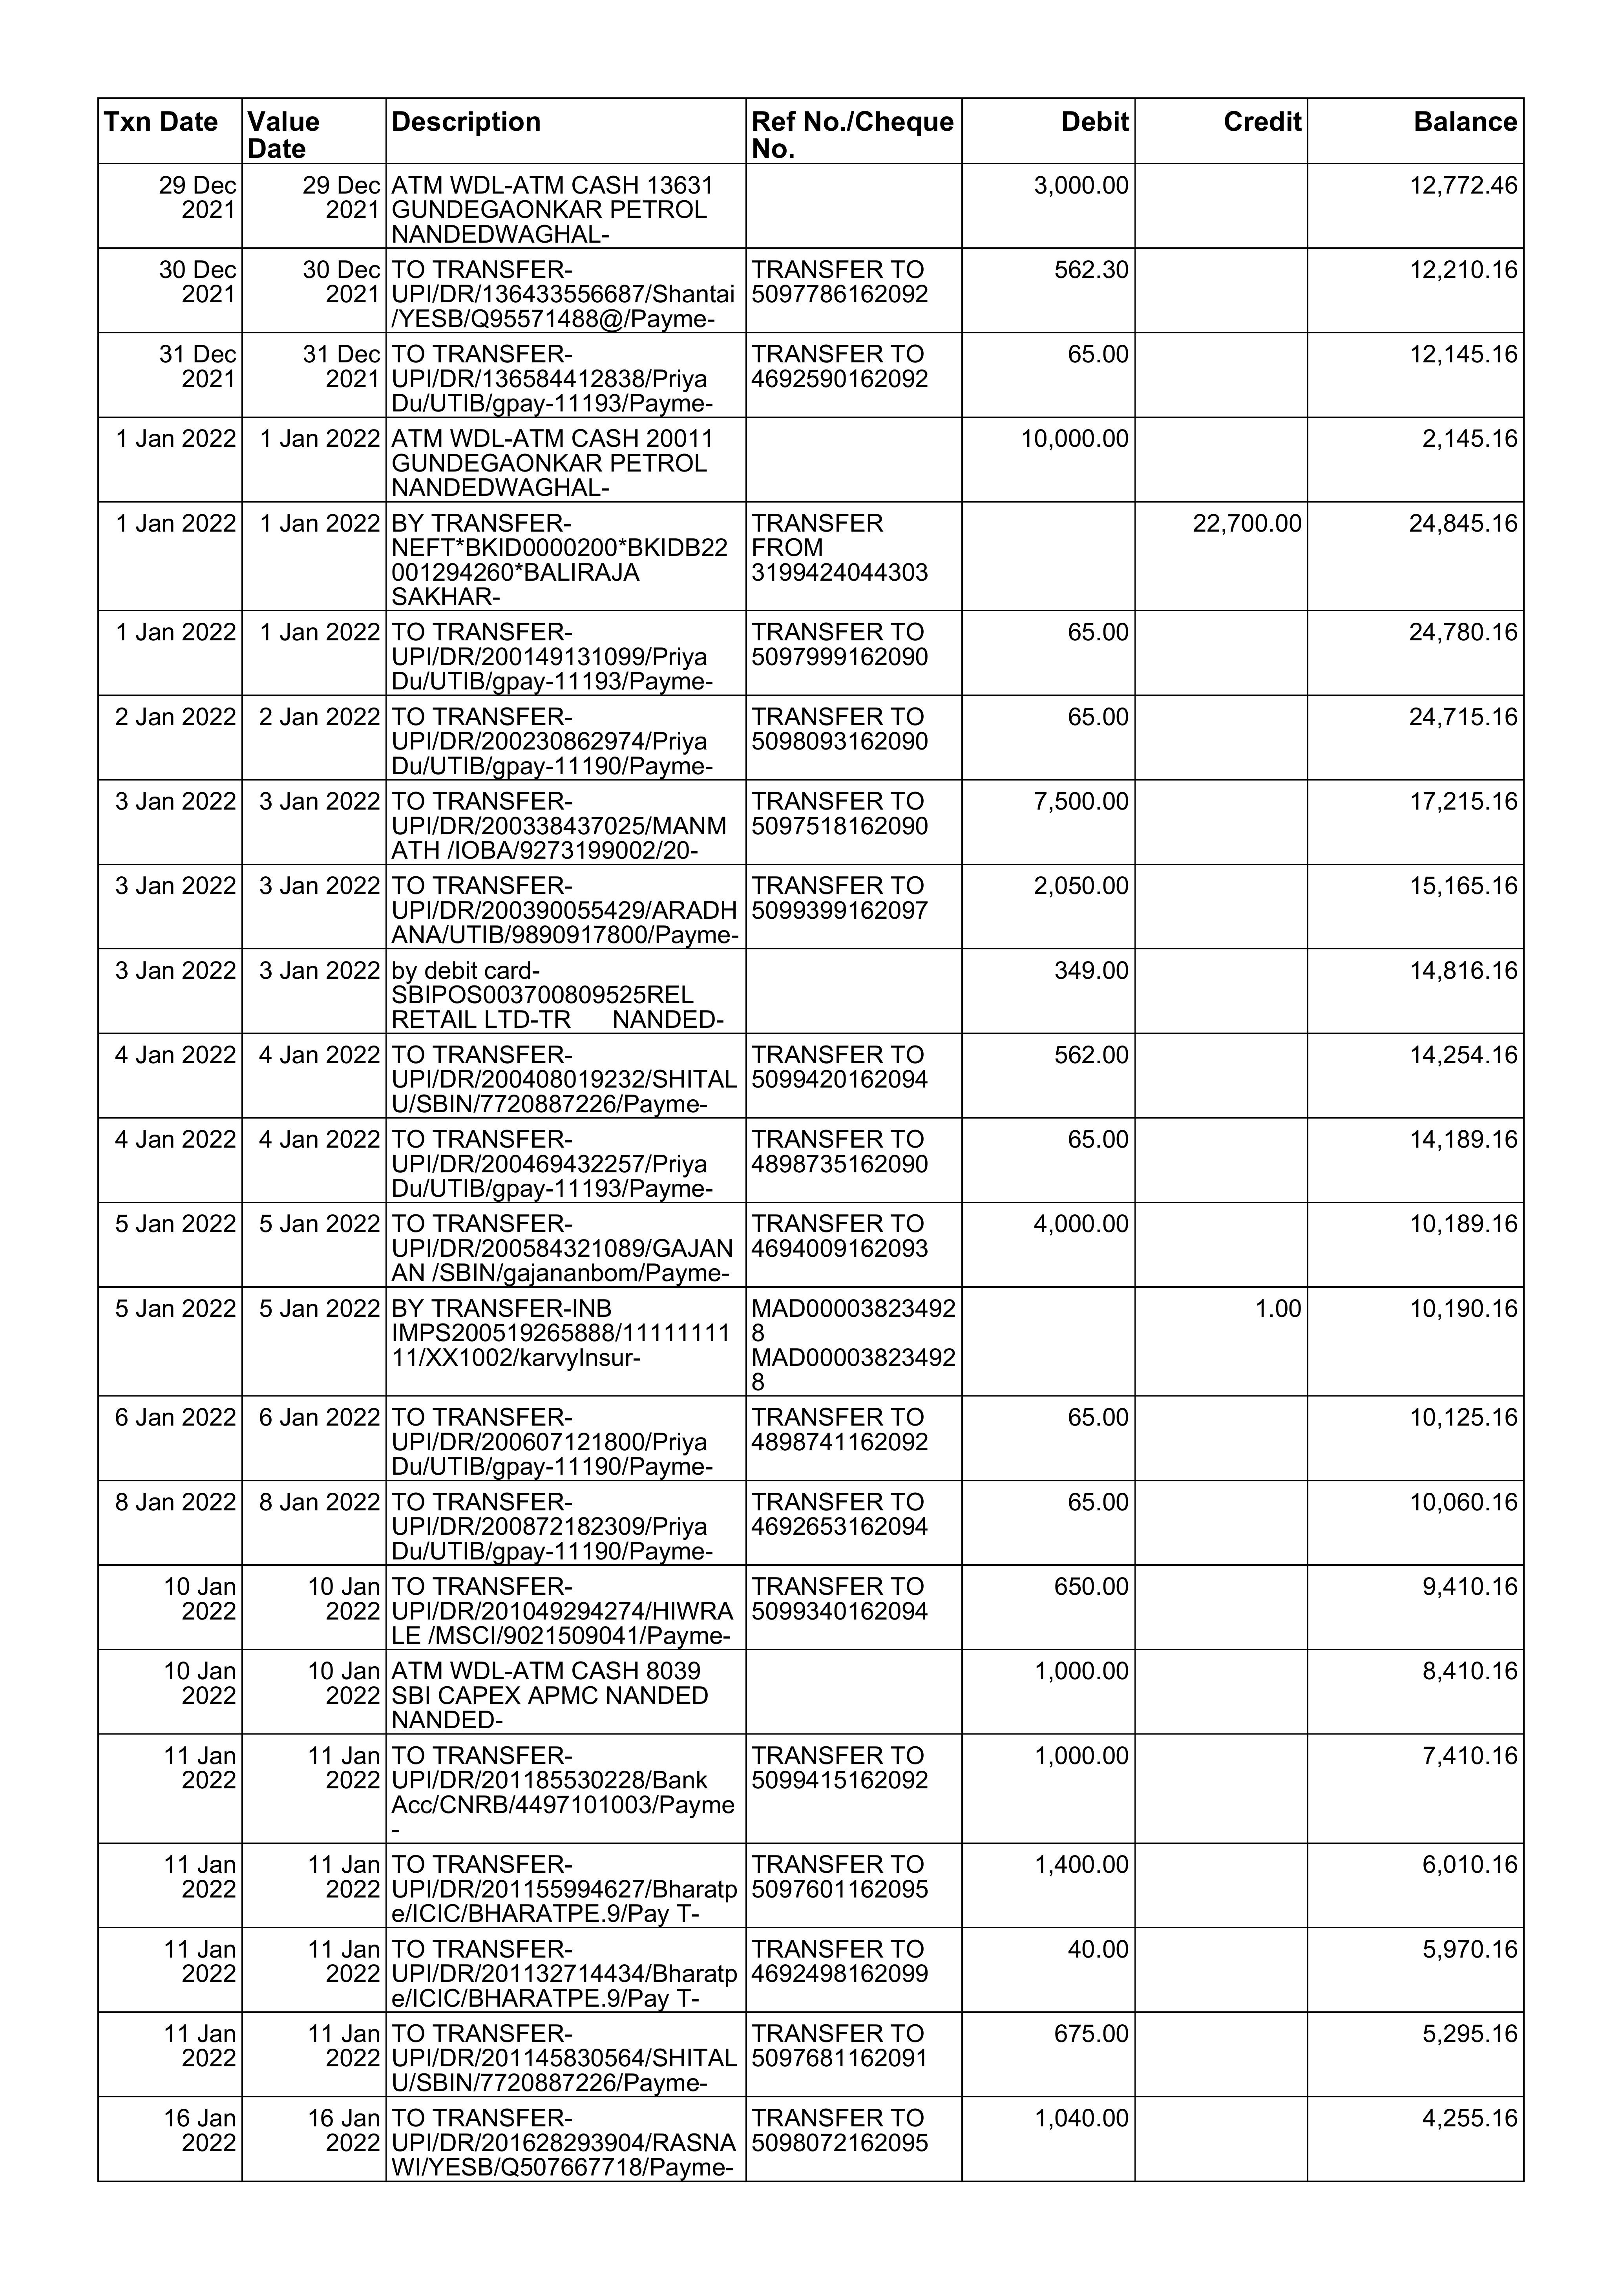 Txn Date Value Description Ref No./Cheque Debit Credit Balance
Date No.
29 Dec 29 Dec ATM WDL-ATM CASH 13631 3,000.00 12,772.46
2021 2021 GUNDEGAONKAR PETROL
NANDEDWAGHAL-
30 Dec 30 Dec TO TRANSFER- TRANSFER TO 562.30 12,210.16
2021 2021 UPI/DR/136433556687/Shantai 5097786162092
/YESB/Q95571488@/Payme-
31 Dec 31 Dec TO TRANSFER- TRANSFER TO 65.00 12,145.16
2021 2021 UPI/DR/136584412838/Priya 4692590162092
Du/UTIB/gpay-11193/Payme-
1 Jan 2022 1 Jan 2022 ATM WDL-ATM CASH 20011 10,000.00 2,145.16
GUNDEGAONKAR PETROL
NANDEDWAGHAL-
1 Jan 2022 1 Jan 2022 BY TRANSFER- TRANSFER 22,700.00 24,845.16
NEFT*BKID0000200*BKIDB22 FROM
001294260*BALIRAJA 3199424044303
SAKHAR-
1 Jan 2022 1 Jan 2022 TO TRANSFER- TRANSFER TO 65.00 24,780.16
UPI/DR/200149131099/Priya 5097999162090
Du/UTIB/gpay-11193/Payme-
2 Jan 2022 2 Jan 2022 TO TRANSFER- TRANSFER TO 65.00 24,715.16
UPI/DR/200230862974/Priya 5098093162090
Du/UTIB/gpay-11190/Payme-
3 Jan 2022 3 Jan 2022 TO TRANSFER- TRANSFER TO 7,500.00 17,215.16
UPI/DR/200338437025/MANM 5097518162090
ATH /IOBA/9273199002/20-
3 Jan 2022 3 Jan 2022 TO TRANSFER- TRANSFER TO 2,050.00 15,165.16
UPI/DR/200390055429/ARADH 5099399162097
ANA/UTIB/9890917800/Payme-
3 Jan 2022 3 Jan 2022 by debit card- 349.00 14,816.16
SBIPOS003700809525REL
RETAIL LTD-TR NANDED-
4 Jan 2022 4 Jan 2022 TO TRANSFER- TRANSFER TO 562.00 14,254.16
UPI/DR/200408019232/SHITAL 5099420162094
U/SBIN/7720887226/Payme-
4 Jan 2022 4 Jan 2022 TO TRANSFER- TRANSFER TO 65.00 14,189.16
UPI/DR/200469432257/Priya 4898735162090
Du/UTIB/gpay-11193/Payme-
5 Jan 2022 5 Jan 2022 TO TRANSFER- TRANSFER TO 4,000.00 10,189.16
UPI/DR/200584321089/GAJAN 4694009162093
AN /SBIN/gajananbom/Payme-
5 Jan 2022 5 Jan 2022 BY TRANSFER-INB MAD00003823492 1.00 10,190.16
IMPS200519265888/11111111 8
11/XX1002/karvyInsur- MAD00003823492
8
6 Jan 2022 6 Jan 2022 TO TRANSFER- TRANSFER TO 65.00 10,125.16
UPI/DR/200607121800/Priya 4898741162092
Du/UTIB/gpay-11190/Payme-
8 Jan 2022 8 Jan 2022 TO TRANSFER- TRANSFER TO 65.00 10,060.16
UPI/DR/200872182309/Priya 4692653162094
Du/UTIB/gpay-11190/Payme-
10 Jan 10 Jan TO TRANSFER- TRANSFER TO 650.00 9,410.16
2022 2022 UPI/DR/201049294274/HIWRA 5099340162094
LE /MSCI/9021509041/Payme-
10 Jan 10 Jan ATM WDL-ATM CASH 8039 1,000.00 8,410.16
2022 2022 SBI CAPEX APMC NANDED
NANDED-
11 Jan 11 Jan TO TRANSFER- TRANSFER TO 1,000.00 7,410.16
2022 2022 UPI/DR/201185530228/Bank 5099415162092
Acc/CNRB/4497101003/Payme
-
11 Jan 11 Jan TO TRANSFER- TRANSFER TO 1,400.00 6,010.16
2022 2022 UPI/DR/201155994627/Bharatp 5097601162095
e/ICIC/BHARATPE.9/Pay T-
11 Jan 11 Jan TO TRANSFER- TRANSFER TO 40.00 5,970.16
2022 2022 UPI/DR/201132714434/Bharatp 4692498162099
e/ICIC/BHARATPE.9/Pay T-
11 Jan 11 Jan TO TRANSFER- TRANSFER TO 675.00 5,295.16
2022 2022 UPI/DR/201145830564/SHITAL 5097681162091
U/SBIN/7720887226/Payme-
16 Jan 16 Jan TO TRANSFER- TRANSFER TO 1,040.00 4,255.16
2022 2022 UPI/DR/201628293904/RASNA 5098072162095
WI/YESB/Q507667718/Payme-